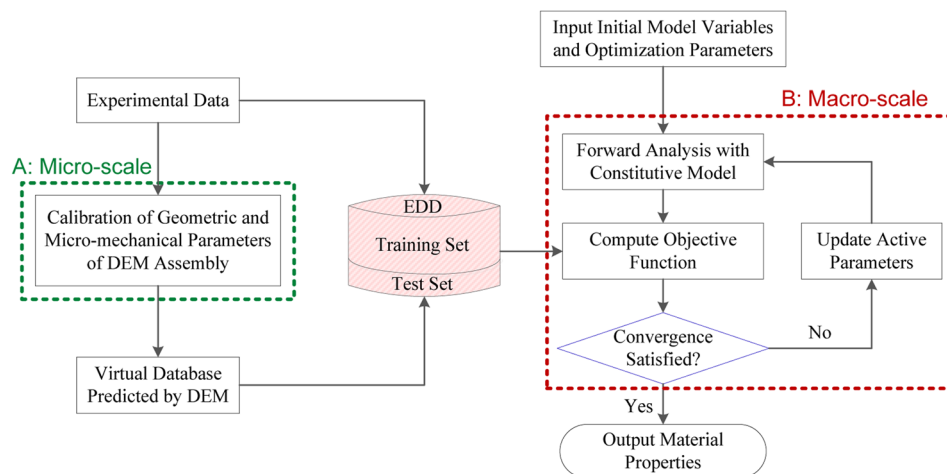 Input Initial Model Variables
and Optimization Parameters
Experimental Data
B: Macro-scale
A: Micro-scale
Forward Analysis with
Constitutive Model
Calibration of Geometric and
Micro-mechanical Parameters
of DEM Assembly
EDD
Training Set
Test Set
Compute Objective
Function
Update Active
Parameters
Convergence
Satisfied?
No
Virtual Database
Predicted by DEM
Yes
Output Material
Properties